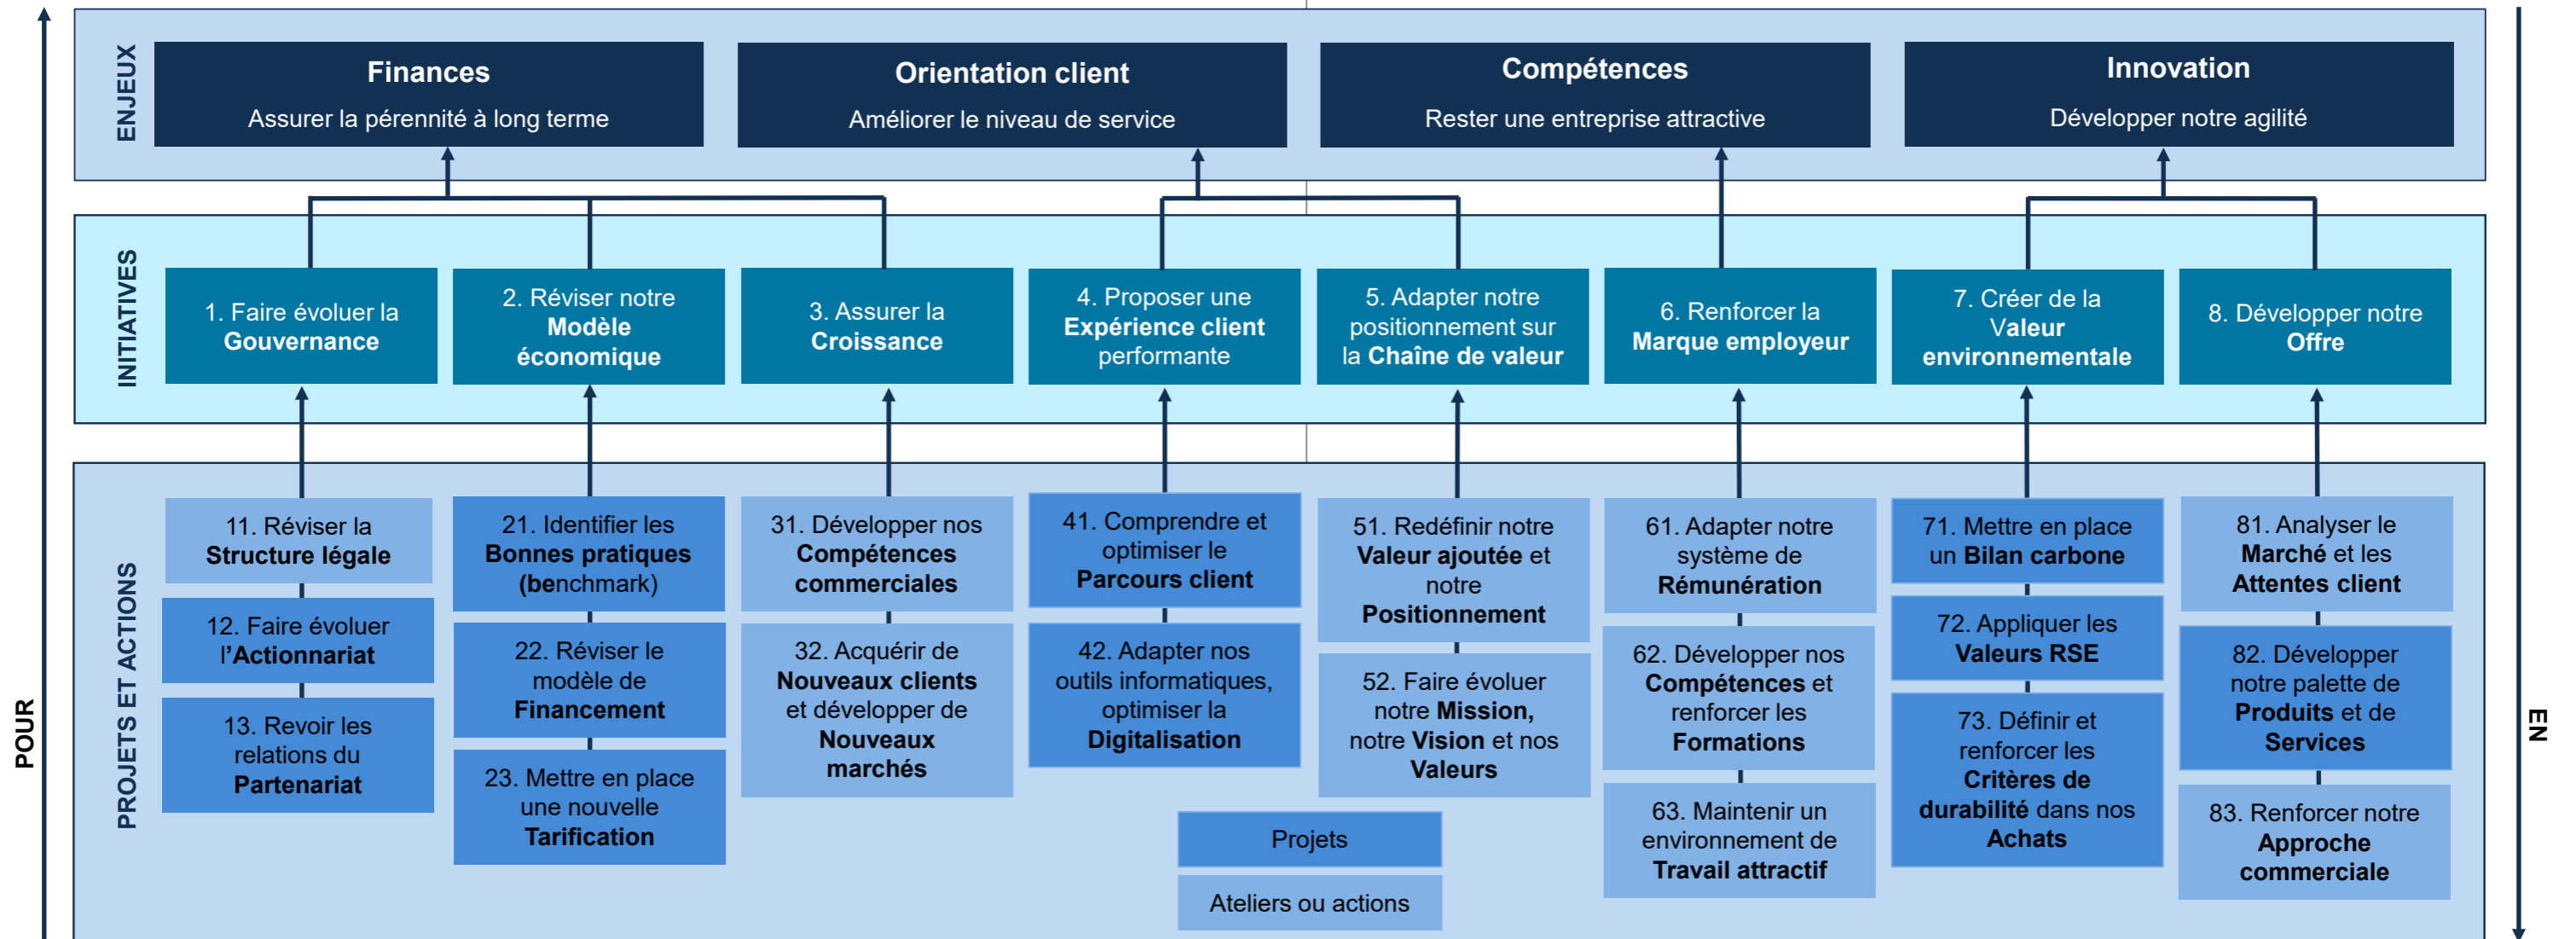 POUR
EN
ENJEUX
Finances
Assurer la pérennité à long terme
Orientation client
Améliorer le niveau de service
Compétences
Rester une entreprise attractive
Innovation
Développer notre agilité
INITIATIVES
1. Faire évoluer la
Gouvernance
2. Réviser notre
Modèle
économique
3. Assurer la
Croissance
4. Proposer une
Expérience client
performante
5. Adapter notre
positionnement sur
la Chaîne de valeur
6. Renforcer la
Marque employeur
7. Créer de la
Valeur
environnementale
8. Développer notre
Offre
PROJETS ET ACTIONS
11. Réviser la
Structure légale
12. Faire évoluer
l'Actionnariat
13. Revoir les
relations du
Partenariat
21. Identifier les
Bonnes pratiques
(benchmark)
22. Réviser le
modèle de
Financement
23. Mettre en place
une nouvelle
Tarification
31. Développer nos
Compétences
commerciales
32. Acquérir de
Nouveaux clients
et développer de
Nouveaux
marchés
41. Comprendre et
optimiser le
Parcours client
42. Adapter nos
outils informatiques,
optimiser la
Digitalisation
51. Redéfinir notre
Valeur ajoutée et
notre
Positionnement
52. Faire évoluer
notre Mission,
notre Vision et nos
Valeurs
61. Adapter notre
système de
Rémunération
62. Développer nos
Compétences et
renforcer les
Formations
63. Maintenir un
environnement de
Travail attractif
71. Mettre en place
un Bilan carbone
72. Appliquer les
Valeurs RSE
73. Définir et
renforcer les
Critères de
durabilité dans nos
Achats
81. Analyser le
Marché et les
Attentes client
82. Développer
notre palette de
Produits et de
Services
83. Renforcer notre
Approche
commerciale
Projets
Ateliers ou actions